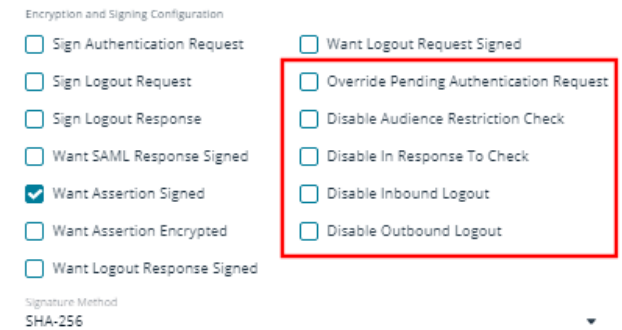 Encryption and Signing Configuration
Sign Authentication Request
Sign Logout Request
Sign Logout Response
Want SAML Response Signed
Want Assertion Signed
Want Assertion Encrypted
Want Logout Response Signed
Want Logout Request Signed
Override Pending Authentication Request
Disable Audience Restriction Check
Disable In Response To Check
Disable Inbound Logout
Disable Outbound Logout
Signature Method
SHA-256